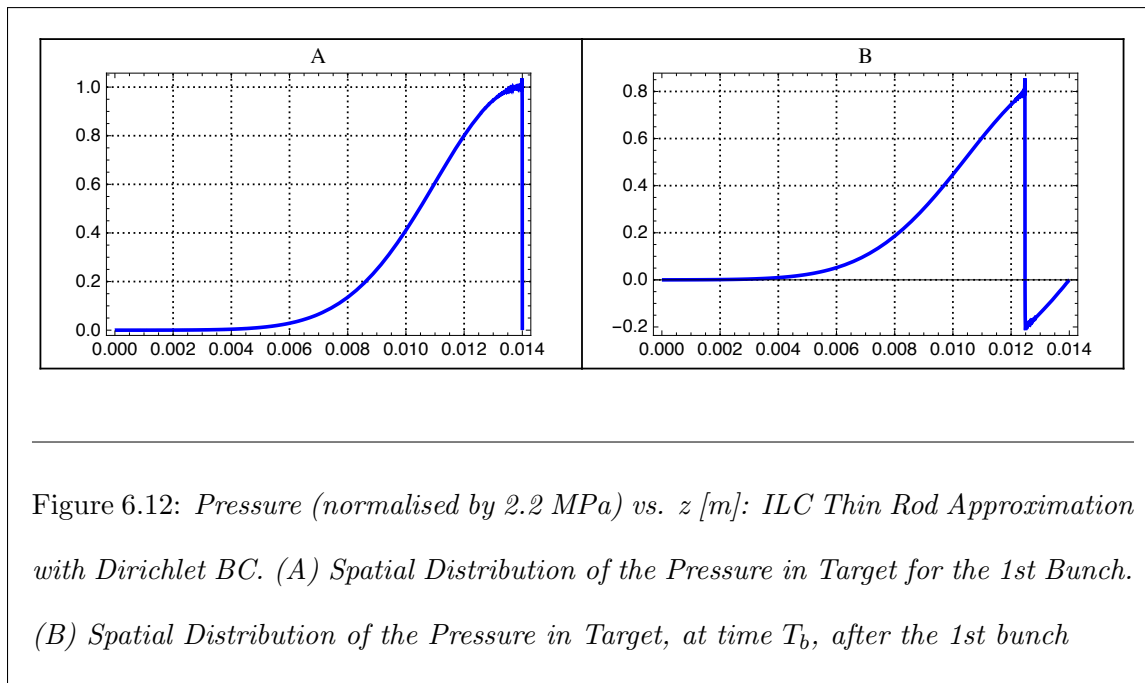 A
B
1.0
0.8
0.6
0.4
0.2
0.0
0.000 0.002 0.004 0.006 0.008 0.010 0.012 0.014
0.8
0.6
0.4
0.2
0.0
−0.2
0.000 0.002 0.004 0.006 0.008 0.010 0.012 0.014
Figure 6.12: Pressure (normalised by 2.2 MPa) vs. z [m]: ILC Thin Rod Approximation
with Dirichlet BC. (A) Spatial Distribution of the Pressure in Target for the 1st Bunch.
(B) Spatial Distribution of the Pressure in Target, at time T_b, after the 1st bunch